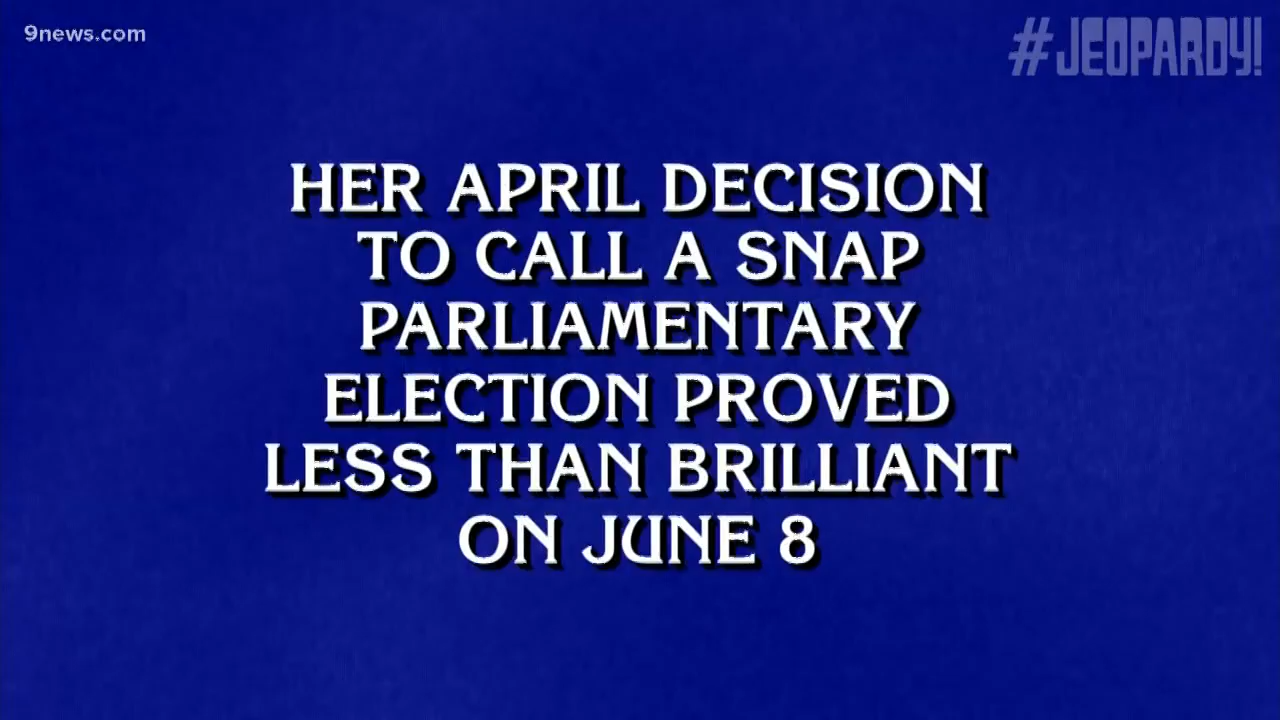 9news.com
#JEOPARDY!
HER APRIL DECISION
TO CALL A SNAP
PARLIAMENTARY
ELECTION PROVED
LESS THAN BRILLIANT
ON JUNE 8